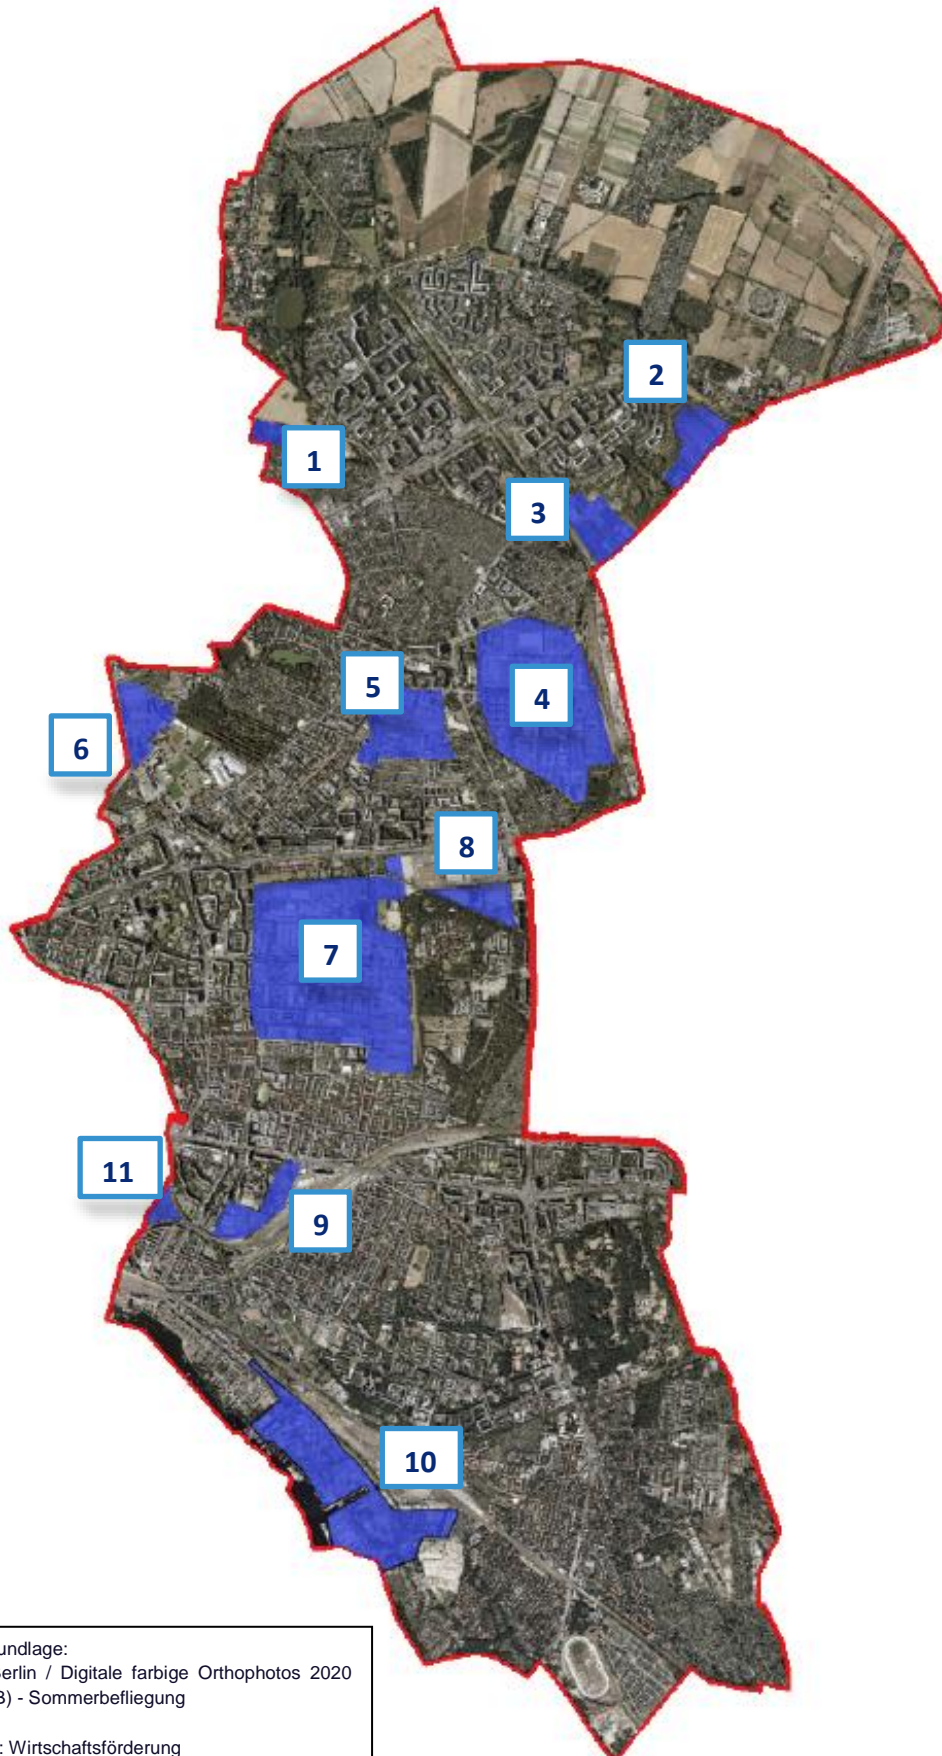 2
1
3
5
4
6
8
7
11
9
10
undlage:
erlin / Digitale farbige Orthophotos 2020
) - Sommerbefliegung
: Wirtschaftsförderung